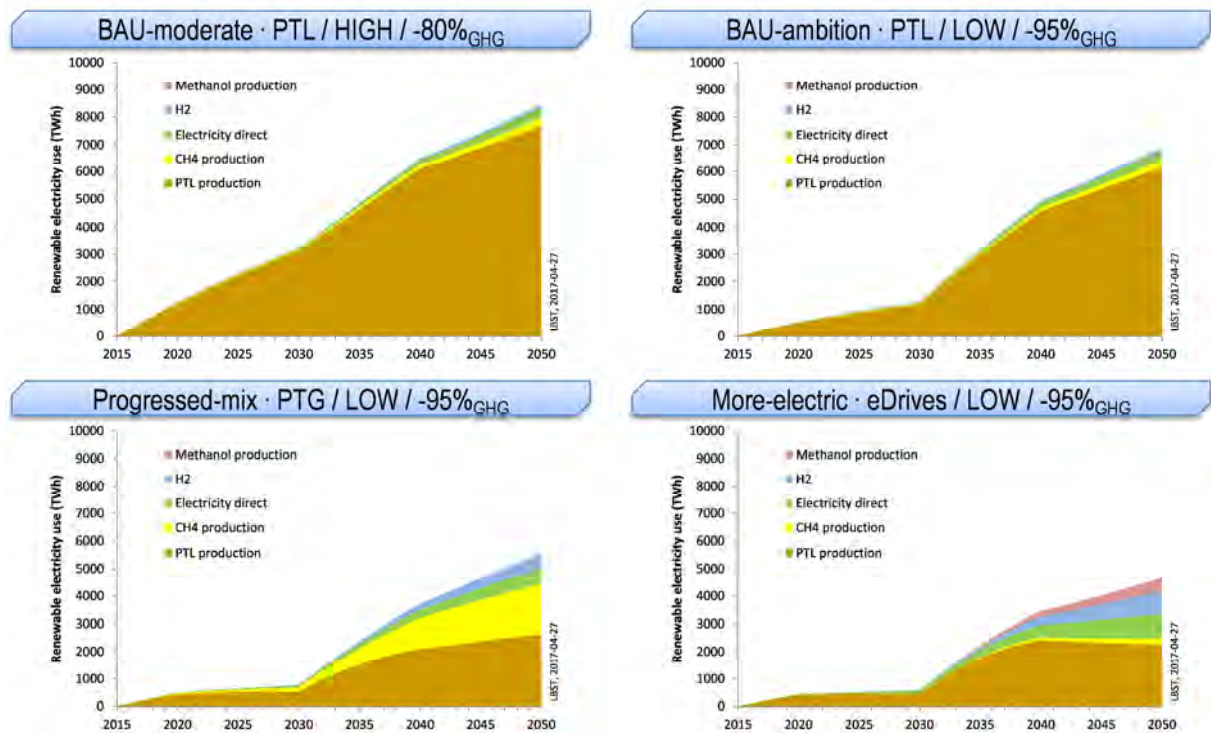 BAU-moderate · PTL / HIGH / -80%GHG
Renewable electricity use (TWh)
10000
9000
8000
7000
6000
5000
4000
3000
2000
1000
0
Methanol production
H2
Electricity direct
CH4 production
PTL production
LBST, 2017-04-27
2015 2020 2025 2030 2035 2040 2045 2050
BAU-ambition · PTL / LOW / -95%GHG
Renewable electricity use (TWh)
10000
9000
8000
7000
6000
5000
4000
3000
2000
1000
0
Methanol production
H2
Electricity direct
CH4 production
PTL production
LBST, 2017-04-27
2015 2020 2025 2030 2035 2040 2045 2050
Progressed-mix · PTG / LOW / -95%GHG
Renewable electricity use (TWh)
10000
9000
8000
7000
6000
5000
4000
3000
2000
1000
0
Methanol production
H2
Electricity direct
CH4 production
PTL production
LBST, 2017-04-27
2015 2020 2025 2030 2035 2040 2045 2050
More-electric · eDrives / LOW / -95%GHG
Renewable electricity use (TWh)
10000
9000
8000
7000
6000
5000
4000
3000
2000
1000
0
Methanol production
H2
Electricity direct
CH4 production
PTL production
LBST, 2017-04-27
2015 2020 2025 2030 2035 2040 2045 2050